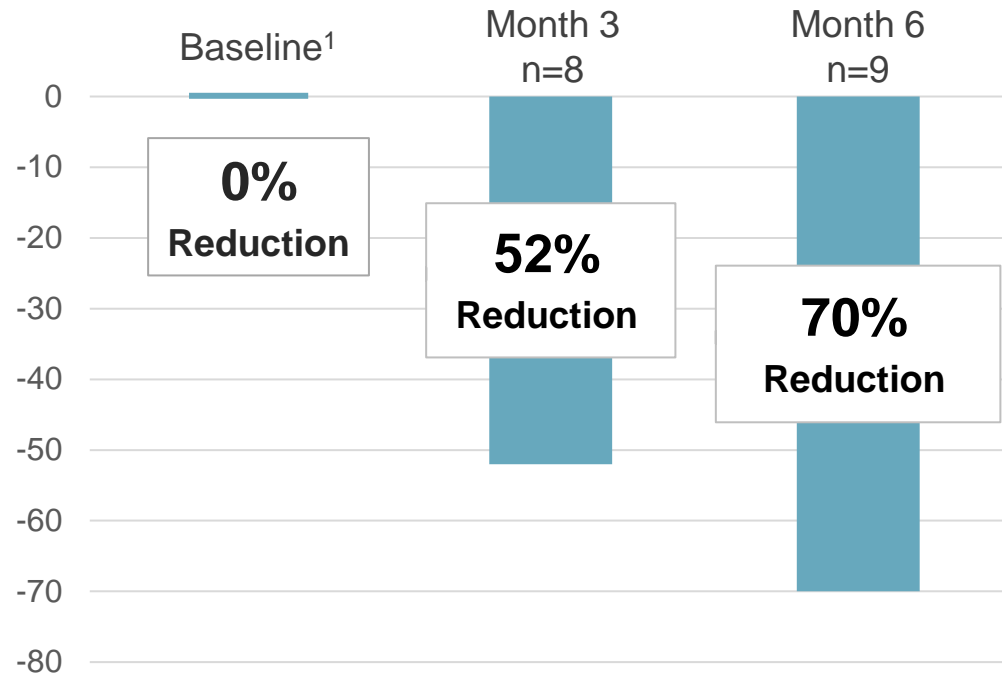 Baseline¹
Month 3
n=8
Month 6
n=9
0
-10
-20
-30
-40
-50
-60
-70
-80
0%
Reduction
52%
Reduction
70%
Reduction